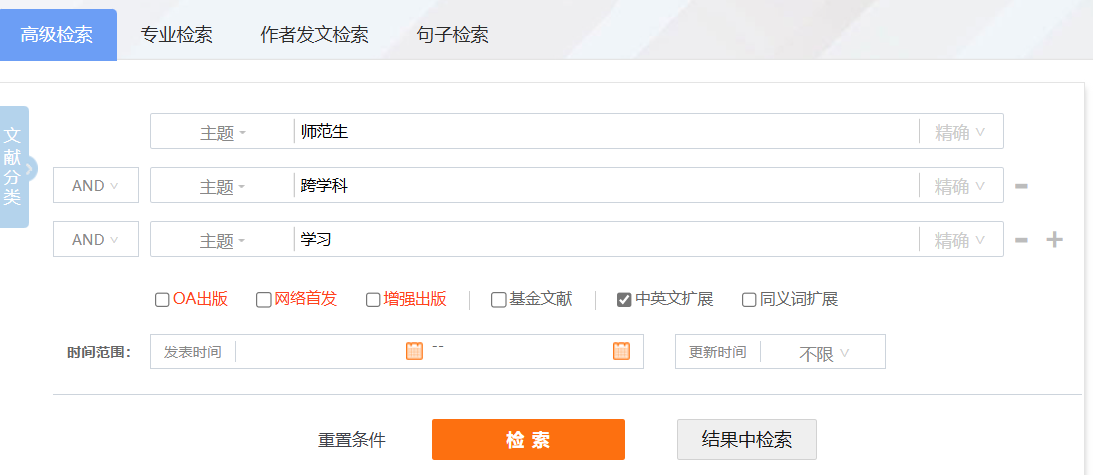 高级检索 专业检索 作者发文检索 句子检索
文献分类
主题 师范生 精确
AND 主题 跨学科 精确
AND 主题 学习 精确
OA出版 网络首发 增强出版 基金文献 中英文扩展 同义词扩展
时间范围: 发表时间 -- 更新时间 不限
重置条件 检索 结果中检索